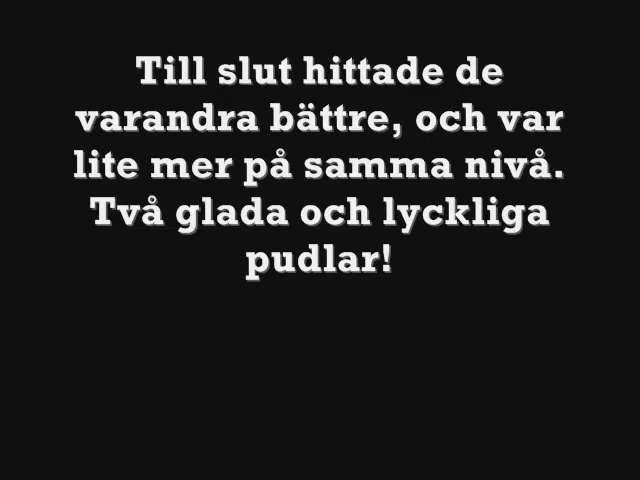 Till slut hittade de
varandra bättre, och var
lite mer på samma nivå.
Två glada och lyckliga
pudlar!